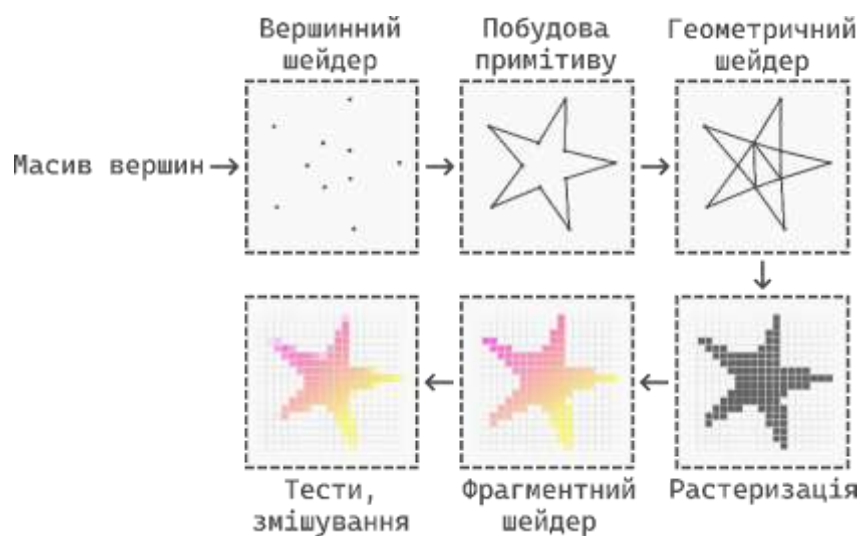 Вершинний
шейдер
Побудова
примітиву
Геометричний
шейдер
Масив вершин
Тести,
змішування
Фрагментний
шейдер
Растеризація